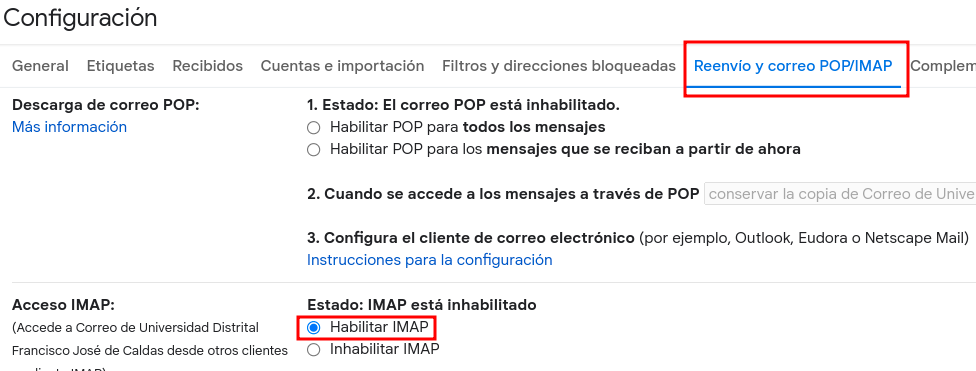 Configuración
General Etiquetas Recibidos Cuentas e importación Filtros y direcciones bloqueadas Reenvío y correo POP/IMAP Complem
Descarga de correo POP:
Más información
1. Estado: El correo POP está inhabilitado.
Habilitar POP para todos los mensajes
Habilitar POP para los mensajes que se reciban a partir de ahora
2. Cuando se accede a los mensajes a través de POP conservar la copia de Correo de Unive
3. Configura el cliente de correo electrónico (por ejemplo, Outlook, Eudora o Netscape Mail)
Instrucciones para la configuración
Acceso IMAP:
(Accede a Correo de Universidad Distrital
Francisco José de Caldas desde otros clientes
Estado: IMAP está inhabilitado
Habilitar IMAP
Inhabilitar IMAP